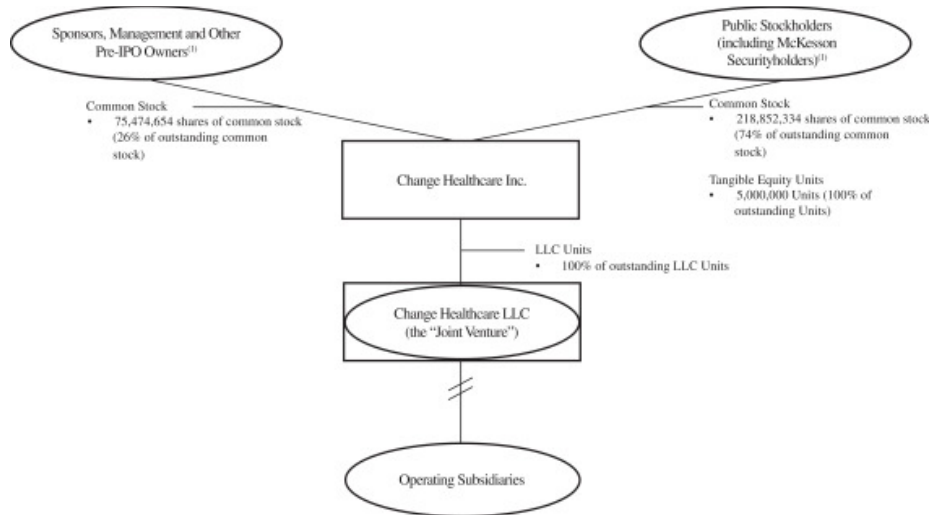 Sponsors, Management and Other
Pre-IPO Owners(1)
Public Stockholders
(including McKesson
Securityholders)(1)
Common Stock
• 75,474,654 shares of common stock
(26% of outstanding common
stock)
Common Stock
• 218,852,334 shares of common stock
(74% of outstanding common
stock)
Tangible Equity Units
• 5,000,000 Units (100% of
outstanding Units)
Change Healthcare Inc.
LLC Units
• 100% of outstanding LLC Units
Change Healthcare LLC
(the “Joint Venture”)
Operating Subsidiaries